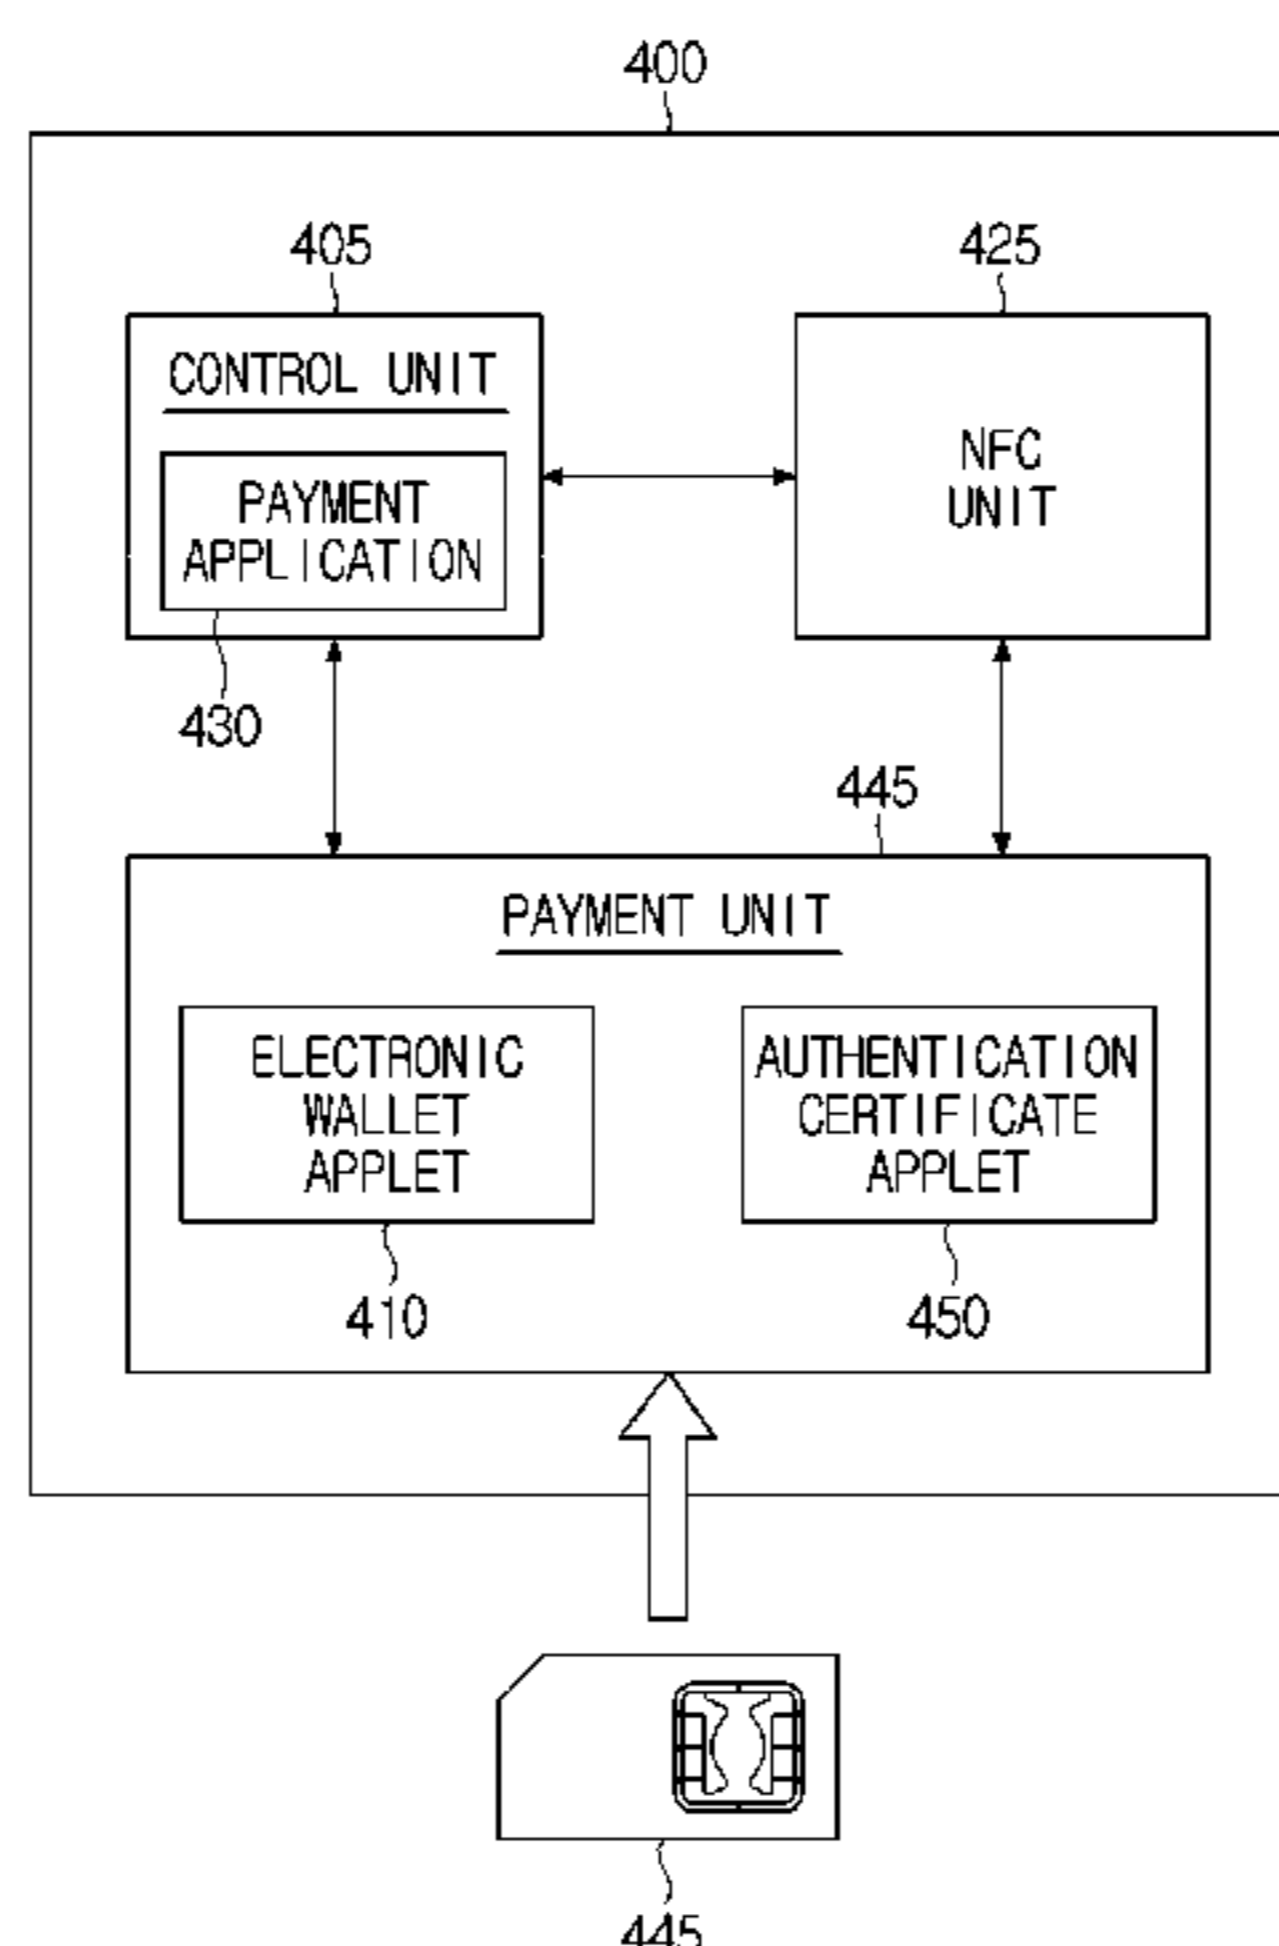 400
405
425
CONTROL UNIT
PAYMENT
APPLICATION
NFC
UNIT
430
445
PAYMENT UNIT
ELECTRONIC
WALLET
APPLET
AUTHENTICATION
CERTIFICATE
APPLET
410
450
445